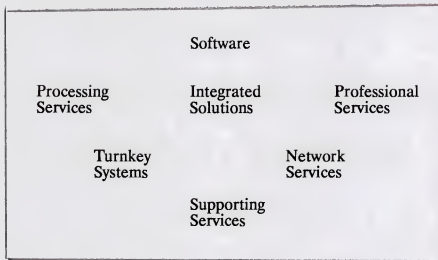 Software
Processing Services
Integrated Solutions
Professional Services
Turnkey Systems
Network Services
Supporting Services